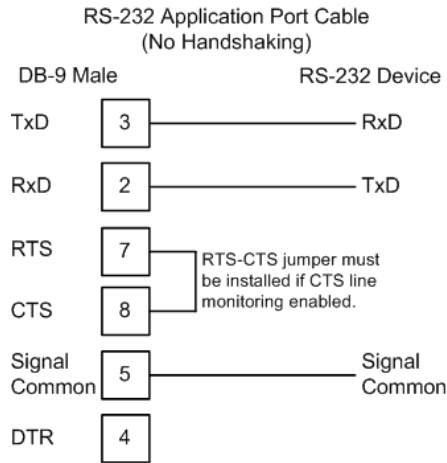 RS-232 Application Port Cable
(No Handshaking)
DB-9 Male
RS-232 Device
TxD
3
RxD
RxD
2
TxD
RTS
7
RTS-CTS jumper must
be installed if CTS line
monitoring enabled.
CTS
8
Signal
Common
5
Signal
Common
DTR
4